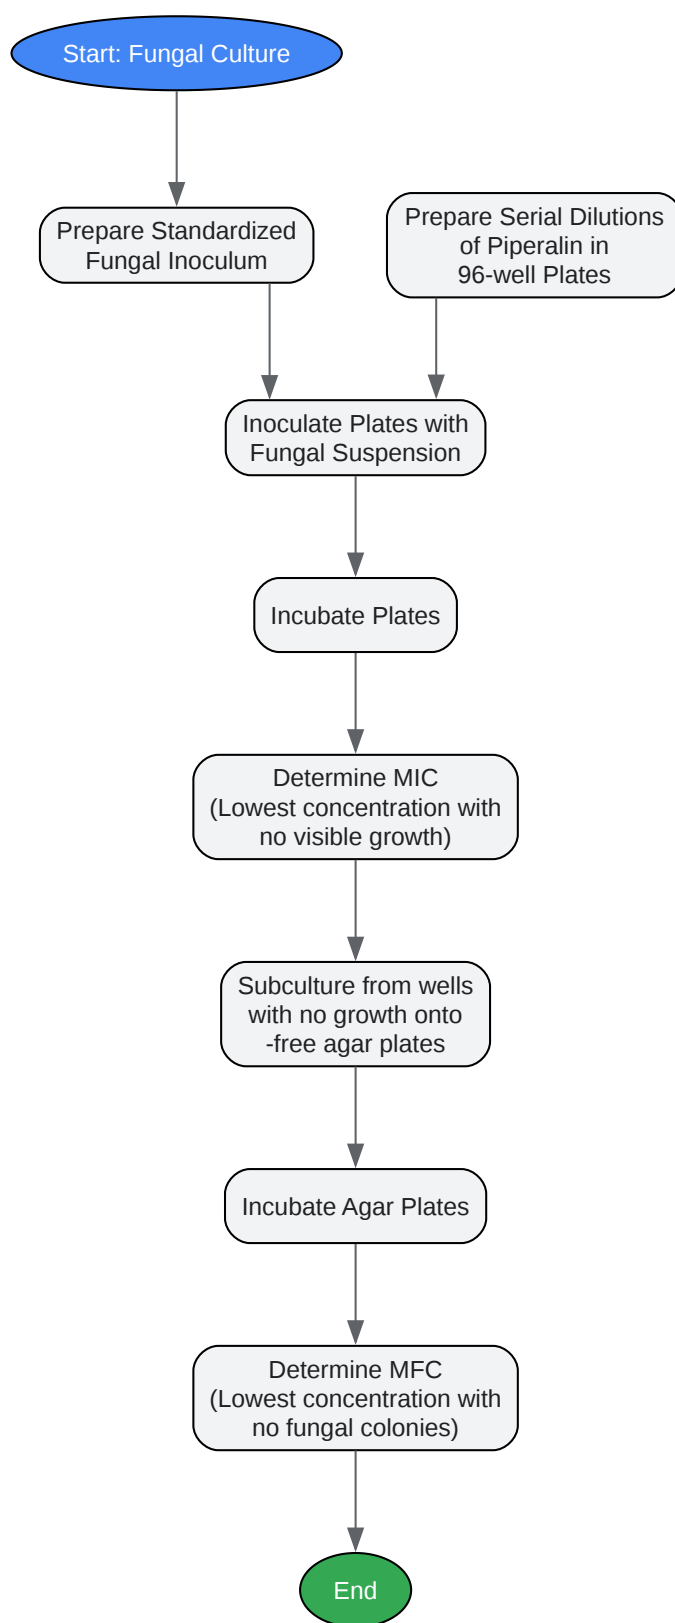 Start: Fungal Culture
Prepare Standardized
Fungal Inoculum
Prepare Serial Dilutions
of Piperalin in
96-well Plates
Inoculate Plates with
Fungal Suspension
Incubate Plates
Determine MIC
(Lowest concentration with
no visible growth)
Subculture from wells
with no growth onto
-free agar plates
Incubate Agar Plates
Determine MFC
(Lowest concentration with
no fungal colonies)
End